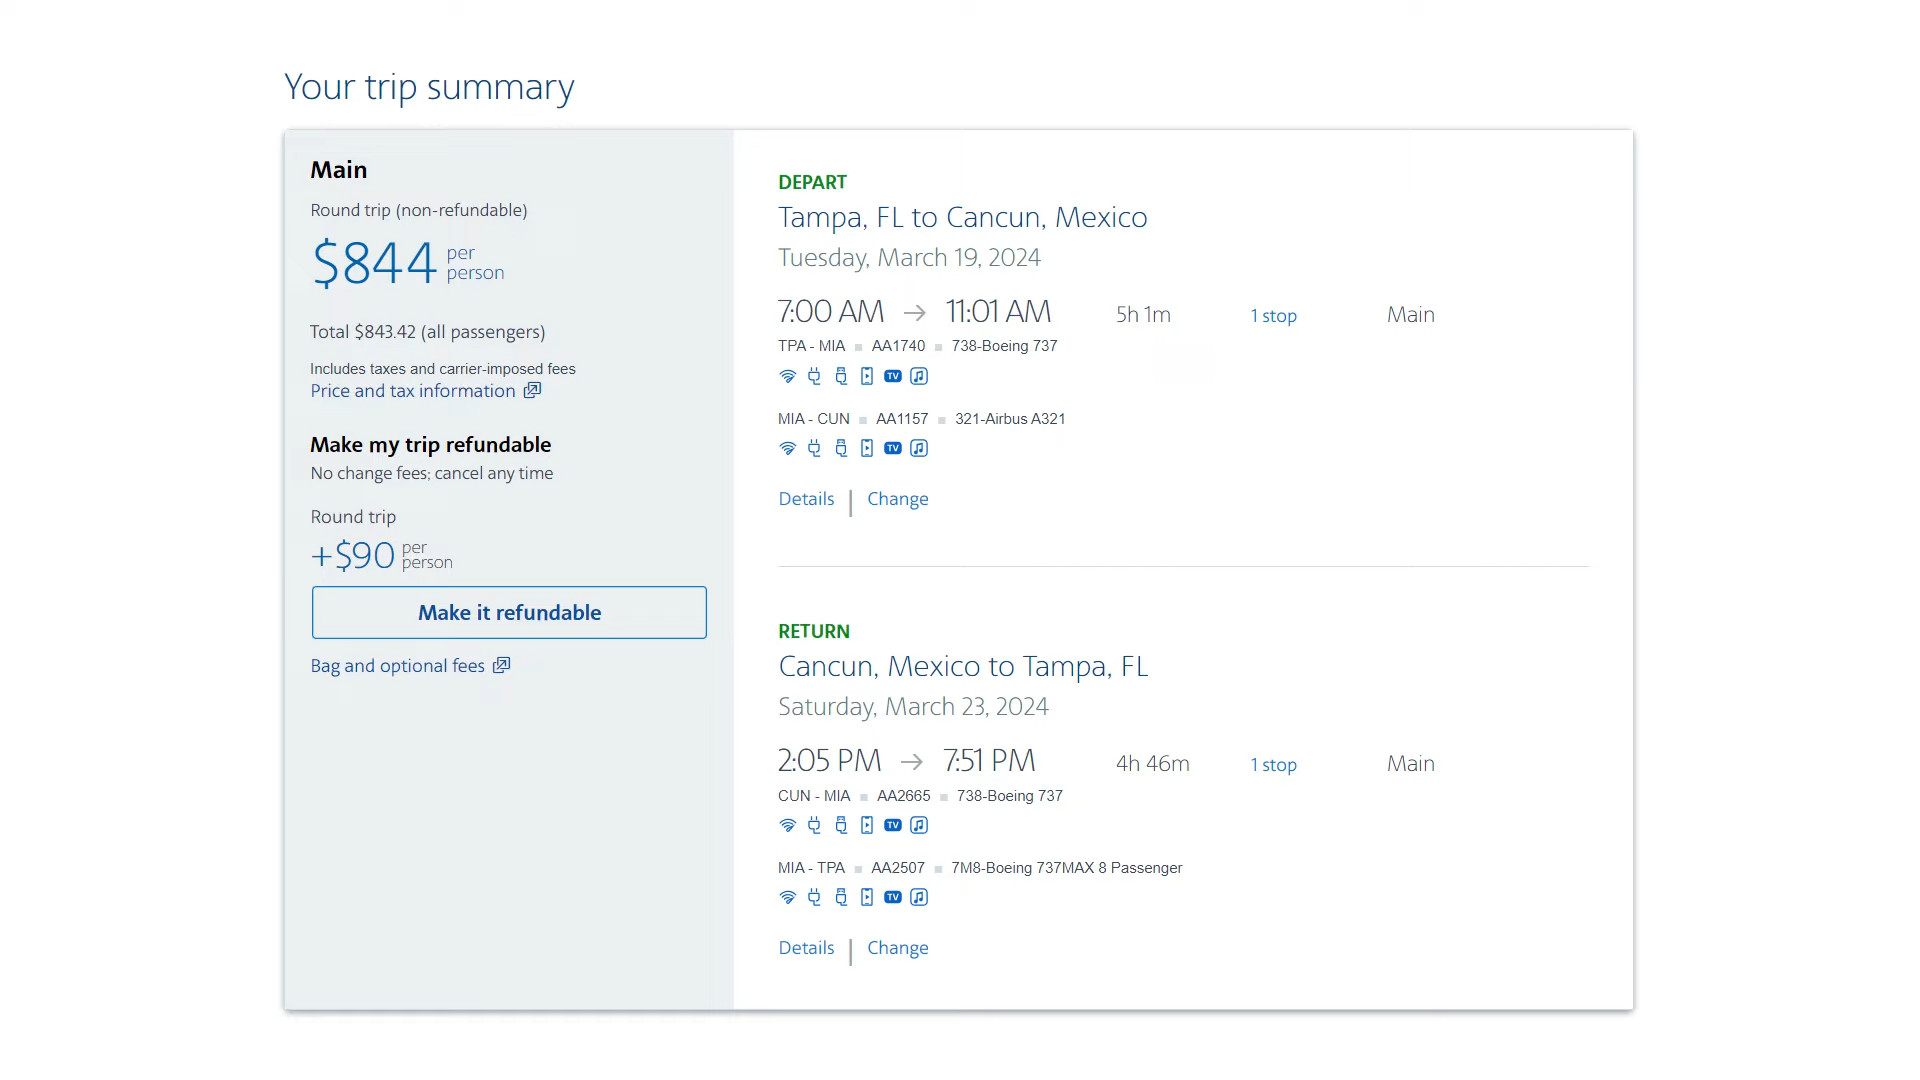 Your trip summary
Main
Round trip (non-refundable)
$844 per person
Total $843.42 (all passengers)
Includes taxes and carrier-imposed fees
Price and tax information
Make my trip refundable
No change fees; cancel any time
Round trip
+$90 per person
Make it refundable
Bag and optional fees
DEPART
Tampa, FL to Cancun, Mexico
Tuesday, March 19, 2024
7:00 AM → 11:01 AM 5h 1m 1 stop Main
TPA - MIA ▪ AA1740 ▪ 738-Boeing 737
TV
MIA - CUN ▪ AA1157 ▪ 321-Airbus A321
TV
Details | Change
RETURN
Cancun, Mexico to Tampa, FL
Saturday, March 23, 2024
2:05 PM → 7:51 PM 4h 46m 1 stop Main
CUN - MIA ▪ AA2665 ▪ 738-Boeing 737
TV
MIA - TPA ▪ AA2507 ▪ 7M8-Boeing 737MAX 8 Passenger
TV
Details | Change